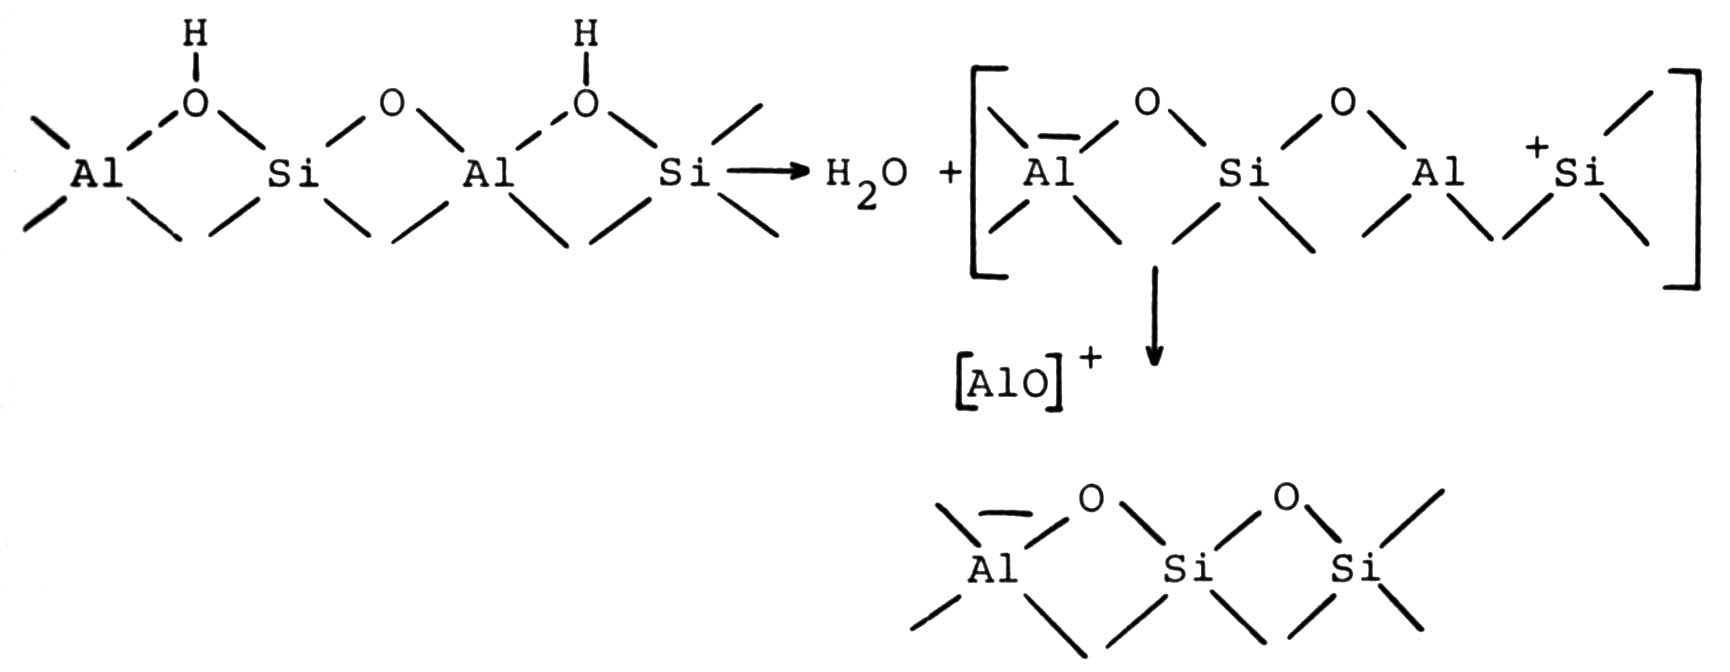 H H
O O O O O
Al Si Al Si → H₂O + [ Al⁻ Si Al ⁺Si ]
[AlO]⁺ ↓
O O
Al⁻ Si Si